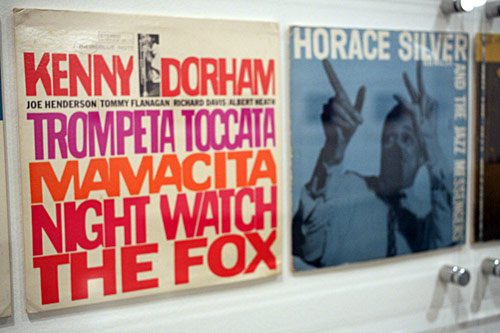 KENNY DORHAM
JOE HENDERSON TOMMY FLANAGAN RICHARD DAVIS ALBERT HEATH
TROMPETA TOCCATA
MAMACITA
NIGHT WATCH
THE FOX
HORACE SILVER
AND THE JAZZ MESSENGERS